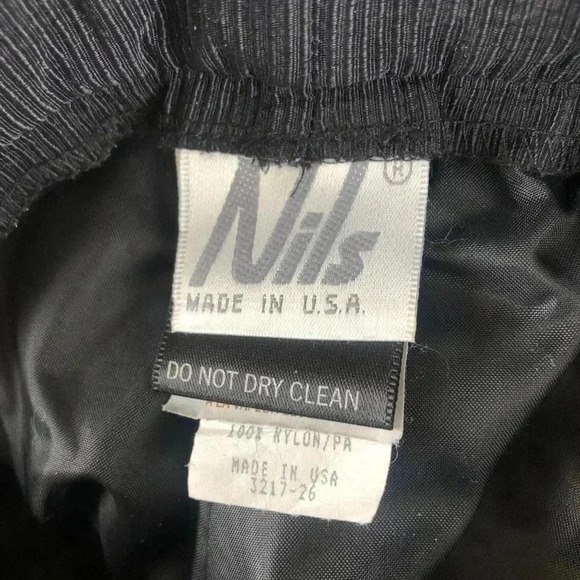 Nils ®
MADE IN U.S.A.
DO NOT DRY CLEAN
100% NYLON/PA
MADE IN USA
3217-26